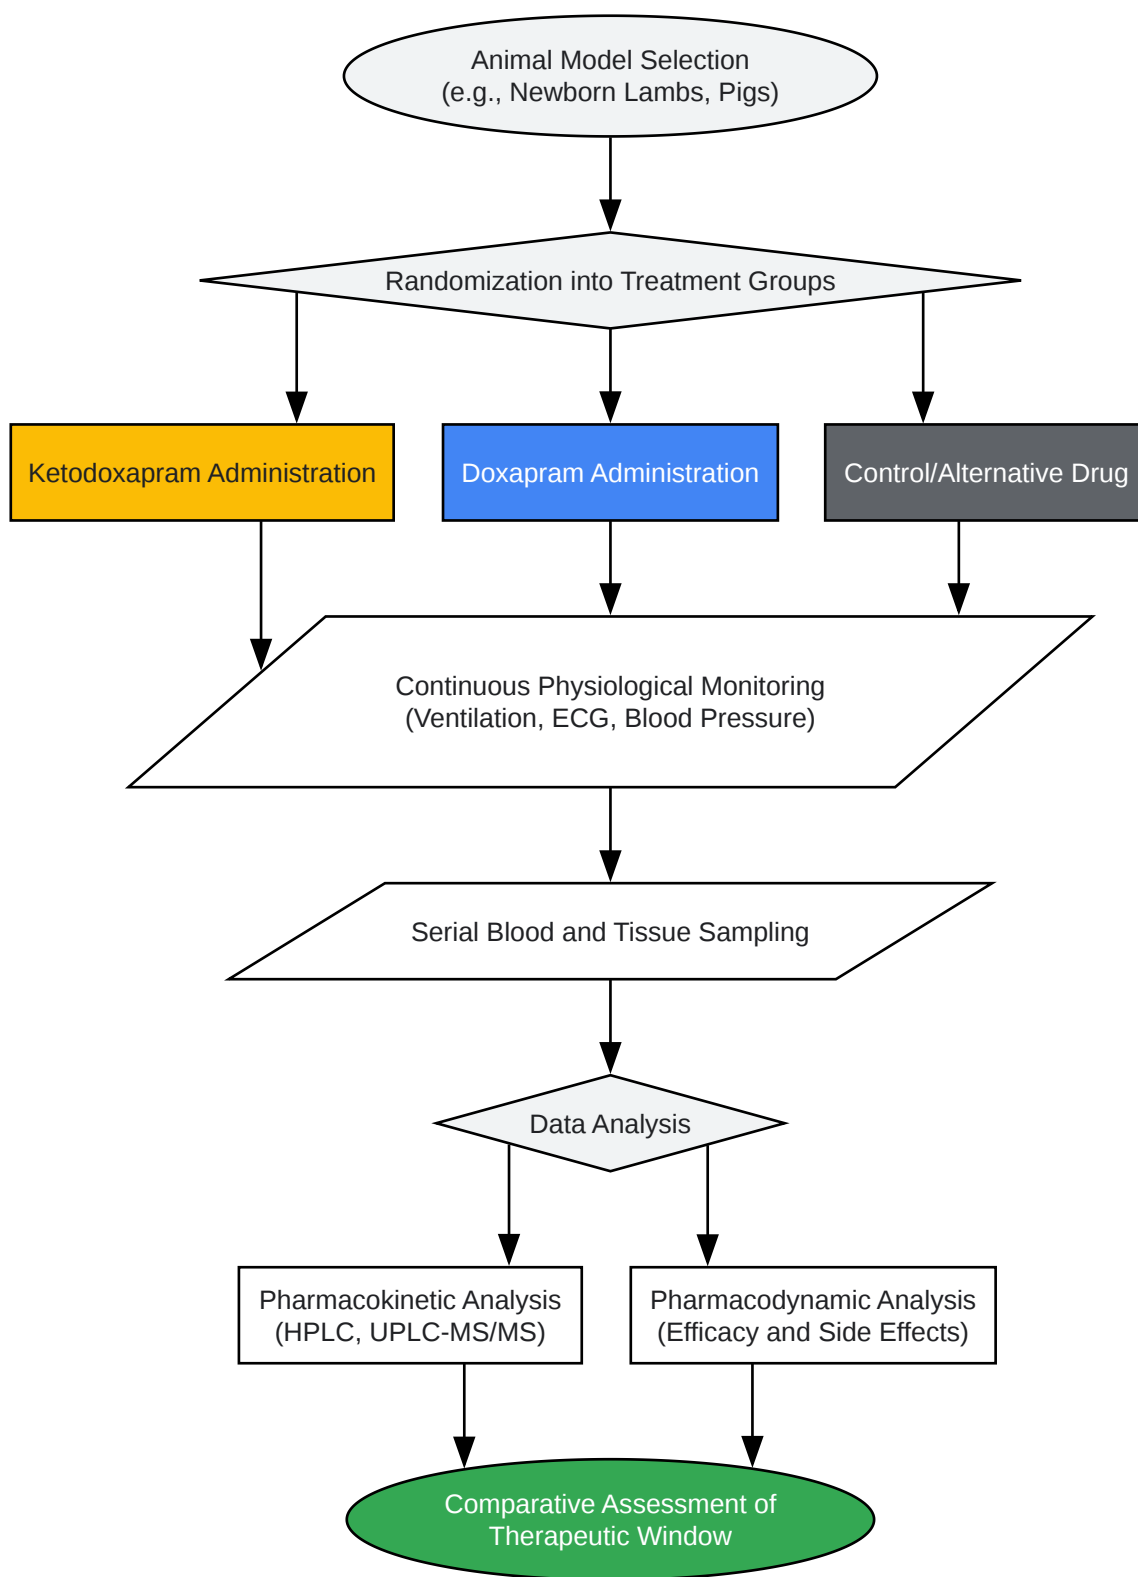 Animal Model Selection
(e.g., Newborn Lambs, Pigs)
Randomization into Treatment Groups
Ketodoxapram Administration
Doxapram Administration
Control/Alternative Drug
Continuous Physiological Monitoring
(Ventilation, ECG, Blood Pressure)
Serial Blood and Tissue Sampling
Data Analysis
Pharmacokinetic Analysis
(HPLC, UPLC-MS/MS)
Pharmacodynamic Analysis
(Efficacy and Side Effects)
Comparative Assessment of
Therapeutic Window